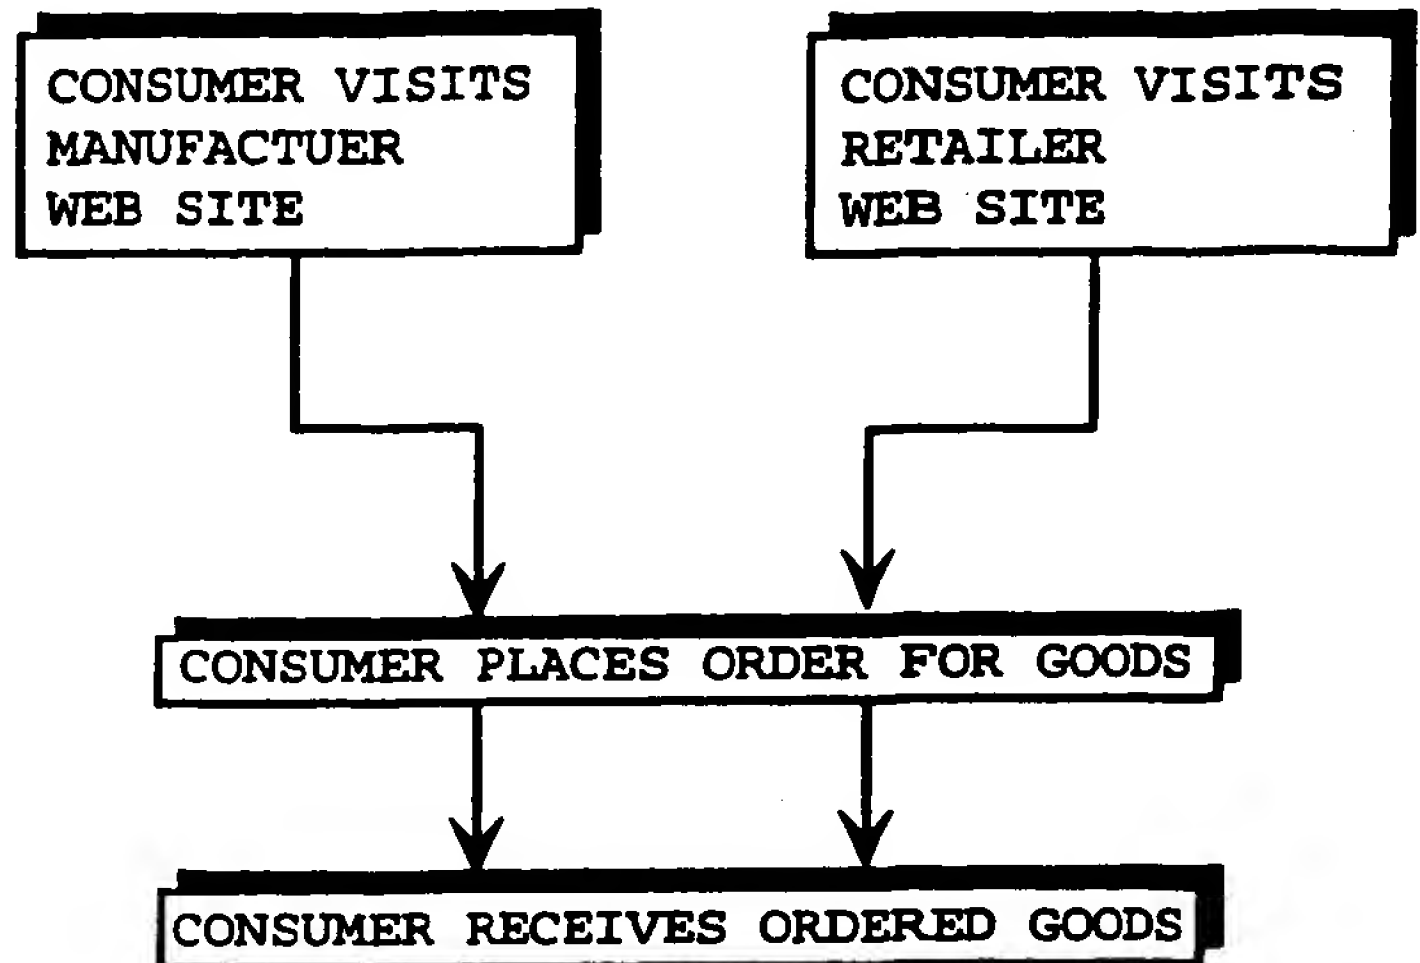 CONSUMER VISITS
MANUFACTUER
WEB SITE
CONSUMER VISITS
RETAILER
WEB SITE
CONSUMER PLACES ORDER FOR GOODS
CONSUMER RECEIVES ORDERED GOODS